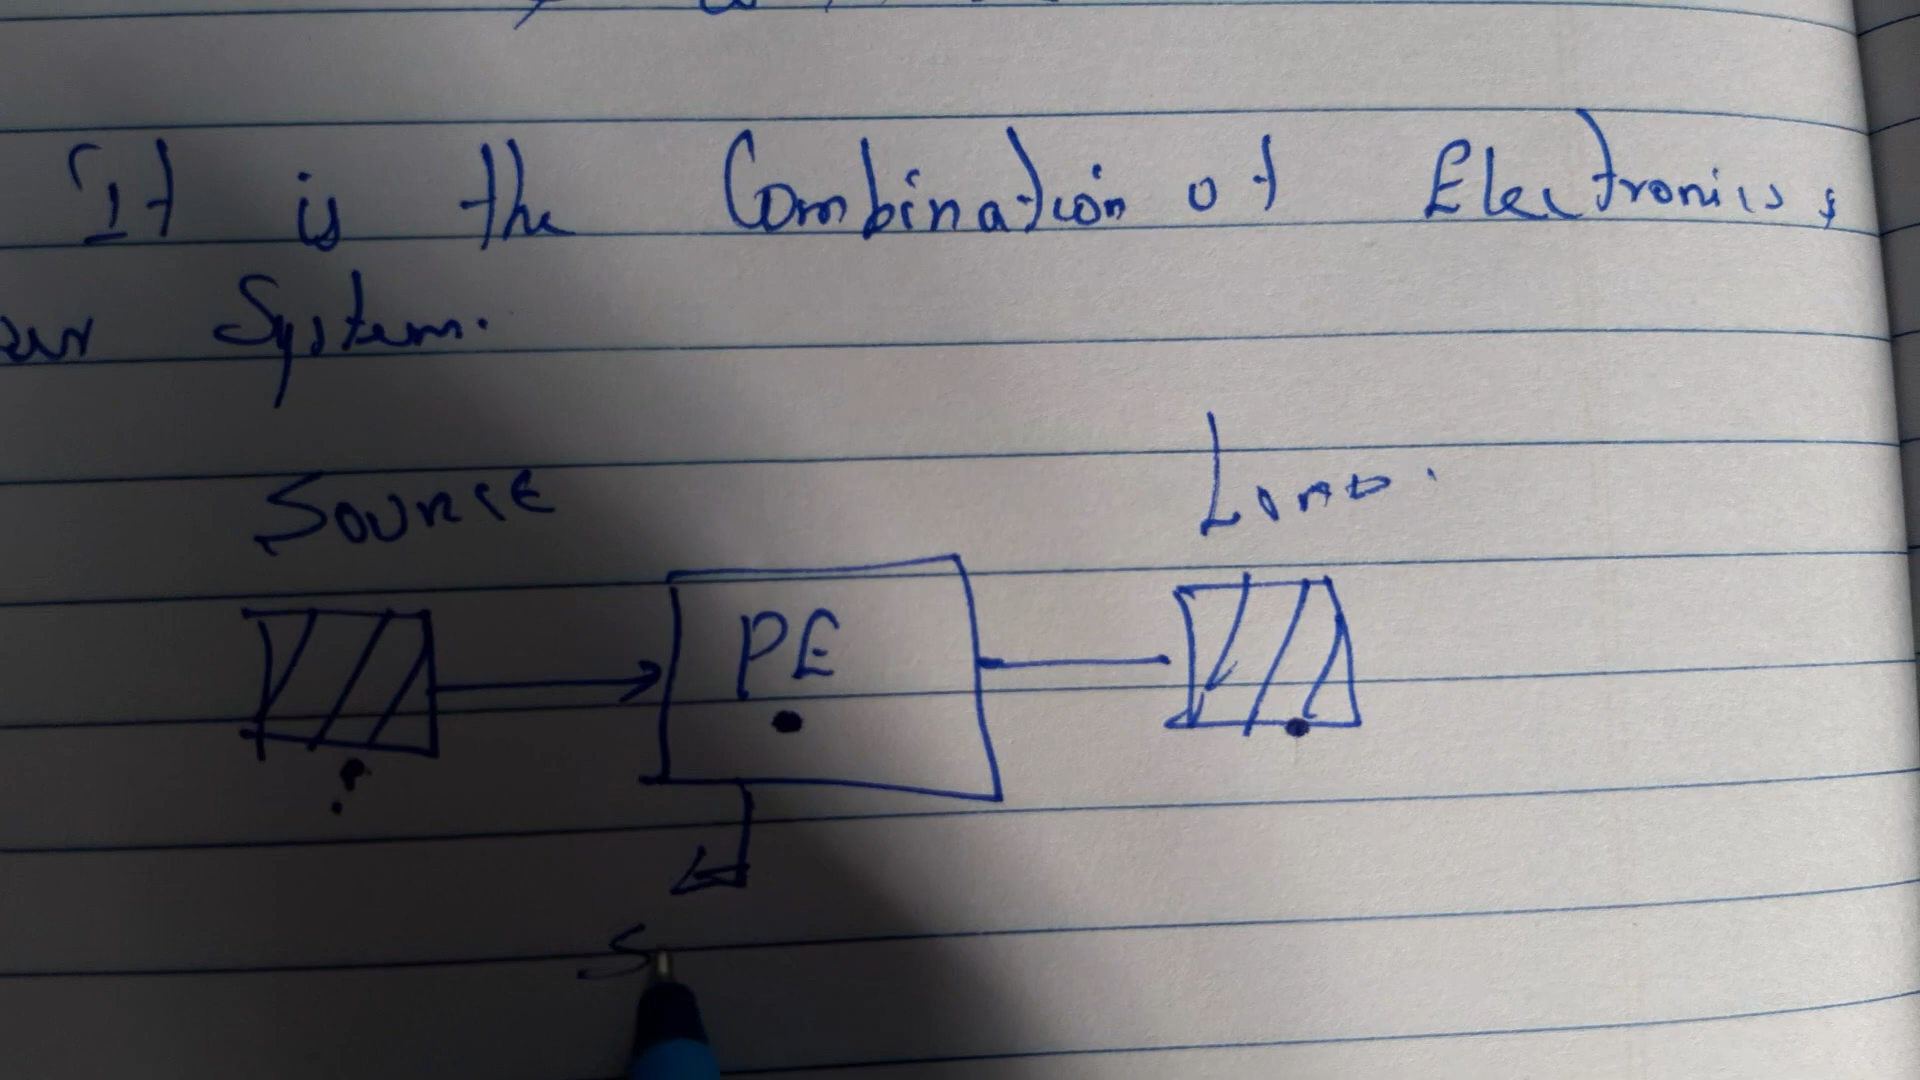 It is the Combination of Electronics &
System.
SOURCE
LOAD.
PE
S